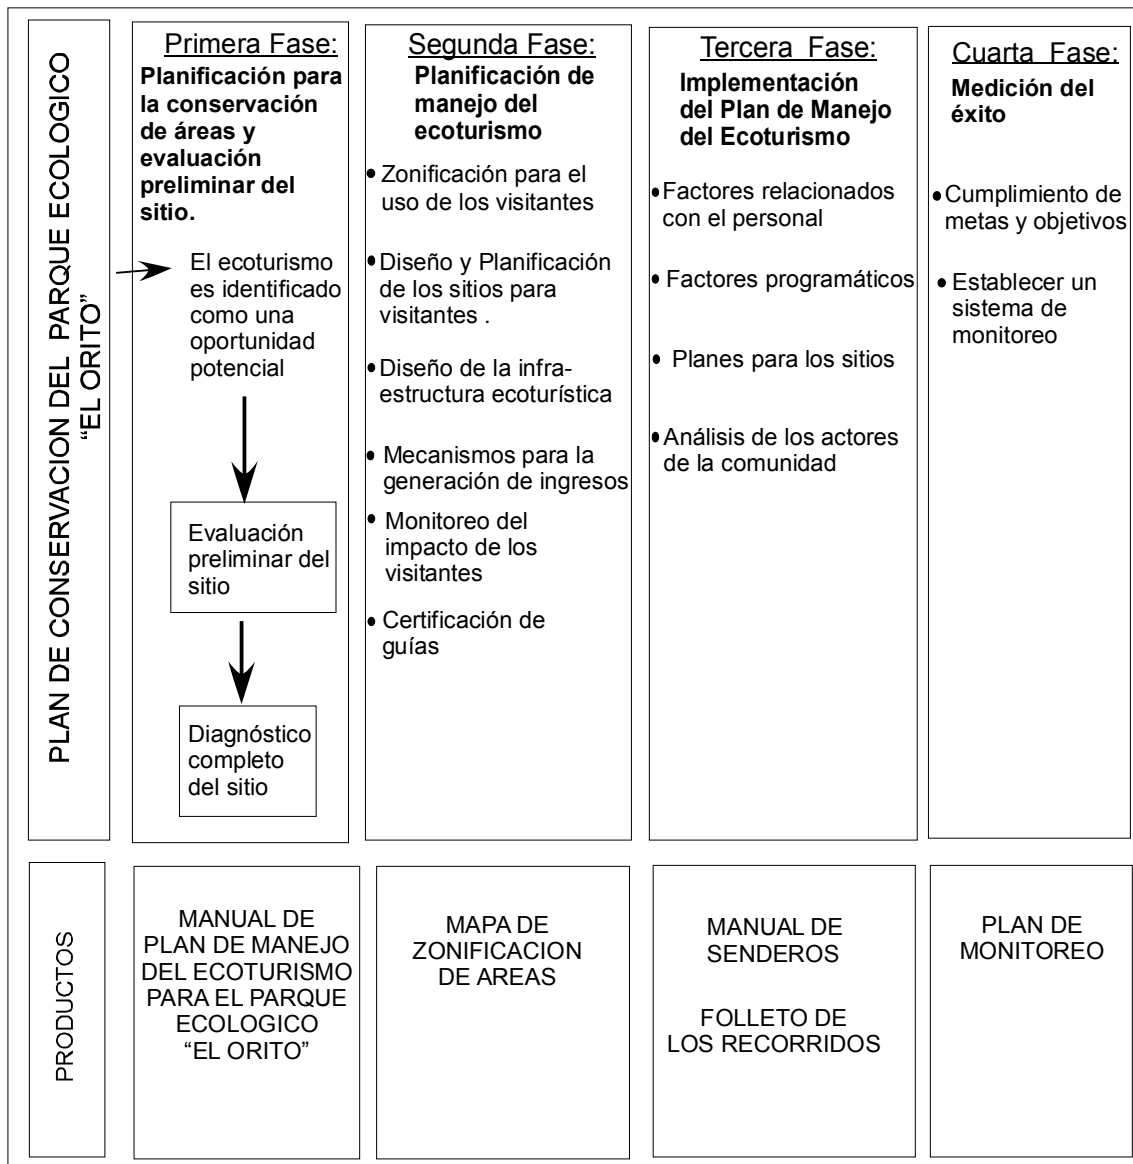 PLAN DE CONSERVACION DEL PARQUE ECOLOGICO
“EL ORITO”
Primera Fase:
Planificación para
la conservación
de áreas y
evaluación
preliminar del
sitio.
El ecoturismo
es identificado
como una
oportunidad
potencial
Evaluación
preliminar del
sitio
Diagnóstico
completo
del sitio
Segunda Fase:
Planificación de
manejo del
ecoturismo
• Zonificación para el
uso de los visitantes
• Diseño y Planificación
de los sitios para
visitantes .
• Diseño de la infra-
estructura ecoturística
• Mecanismos para la
generación de ingresos
• Monitoreo del
impacto de los
visitantes
• Certificación de
guías
Tercera Fase:
Implementación
del Plan de Manejo
del Ecoturismo
• Factores relacionados
con el personal
• Factores programáticos
• Planes para los sitios
• Análisis de los actores
de la comunidad
Cuarta Fase:
Medición del
éxito
• Cumplimiento de
metas y objetivos
• Establecer un
sistema de
monitoreo
PRODUCTOS
MANUAL DE
PLAN DE MANEJO
DEL ECOTURISMO
PARA EL PARQUE
ECOLOGICO
“EL ORITO”
MAPA DE
ZONIFICACION
DE AREAS
MANUAL DE
SENDEROS
FOLLETO DE
LOS RECORRIDOS
PLAN DE
MONITOREO